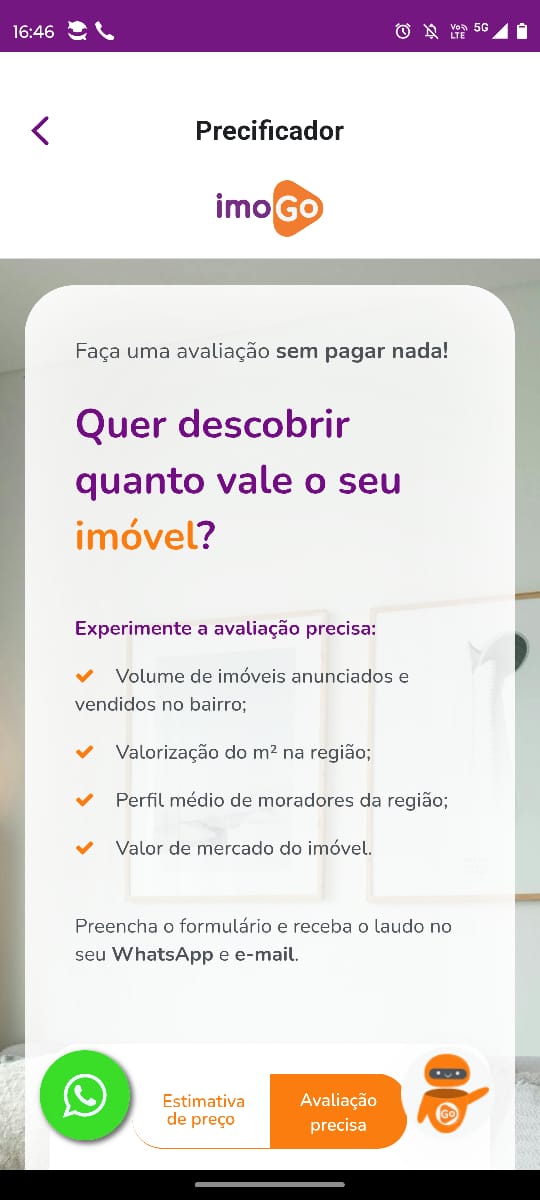 16:46
Vo)) 5G
LTE
Precificador
imoGo
Faça uma avaliação sem pagar nada!
Quer descobrir
quanto vale o seu
imóvel?
Experimente a avaliação precisa:
Volume de imóveis anunciados e
vendidos no bairro;
Valorização do m² na região;
Perfil médio de moradores da região;
Valor de mercado do imóvel.
Preencha o formulário e receba o laudo no
seu WhatsApp e e-mail.
Estimativa
de preço
Avaliação
precisa
Go